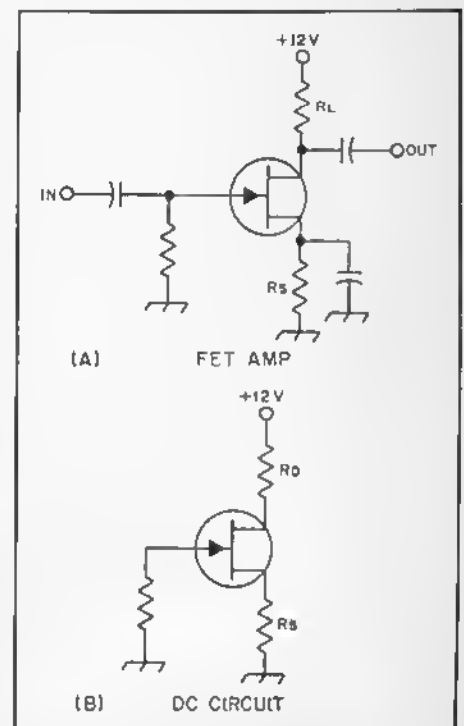 +12V
RL
IN
OUT
RS
(A) FET AMP
+12V
RD
RS
(B) DC CIRCUIT